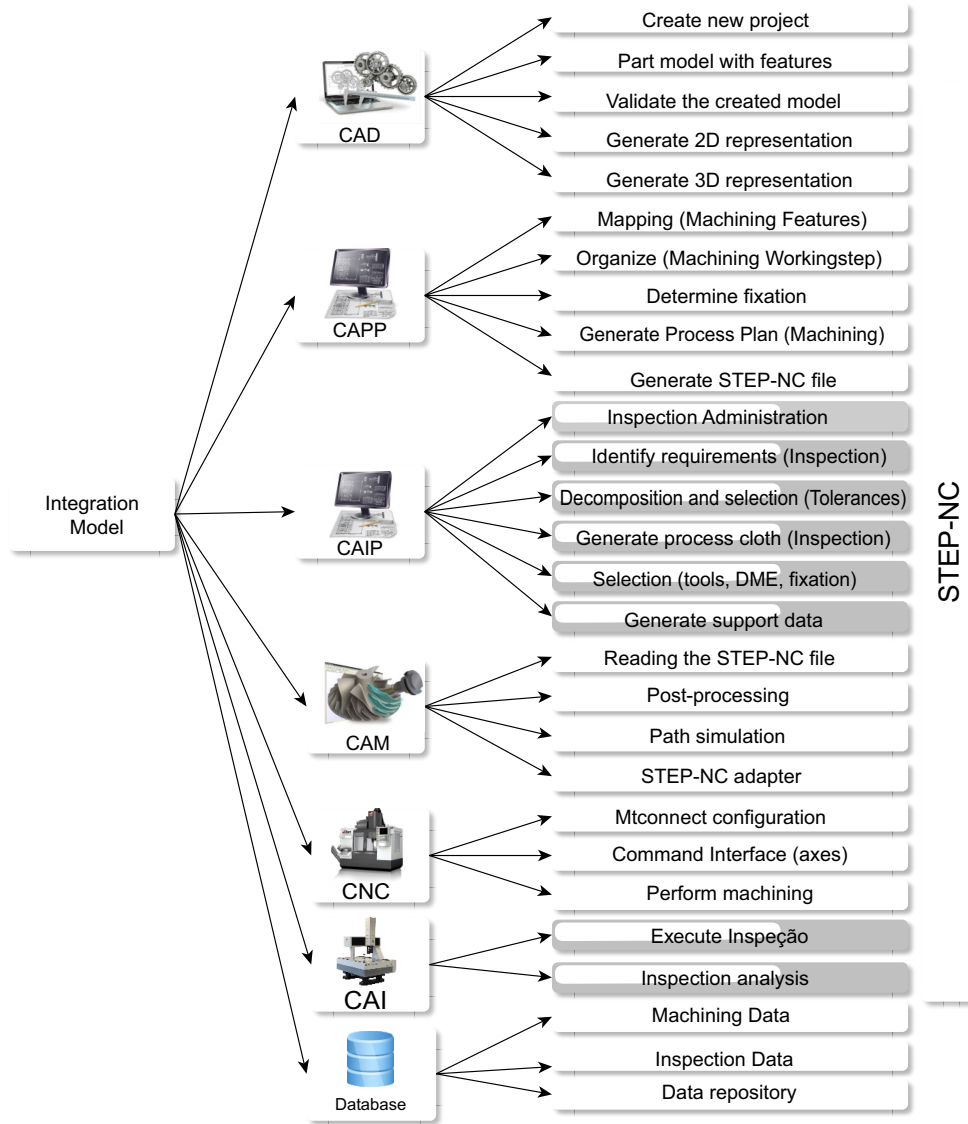 Integration
Model
CAD
Create new project
Part model with features
Validate the created model
Generate 2D representation
Generate 3D representation
CAPP
Mapping (Machining Features)
Organize (Machining Workingstep)
Determine fixation
Generate Process Plan (Machining)
Generate STEP-NC file
CAIP
Inspection Administration
Identify requirements (Inspection)
Decomposition and selection (Tolerances)
Generate process cloth (Inspection)
Selection (tools, DME, fixation)
Generate support data
CAM
Reading the STEP-NC file
Post-processing
Path simulation
STEP-NC adapter
CNC
Mtconnect configuration
Command Interface (axes)
Perform machining
CAI
Execute Inspeção
Inspection analysis
Database
Machining Data
Inspection Data
Data repository
STEP-NC